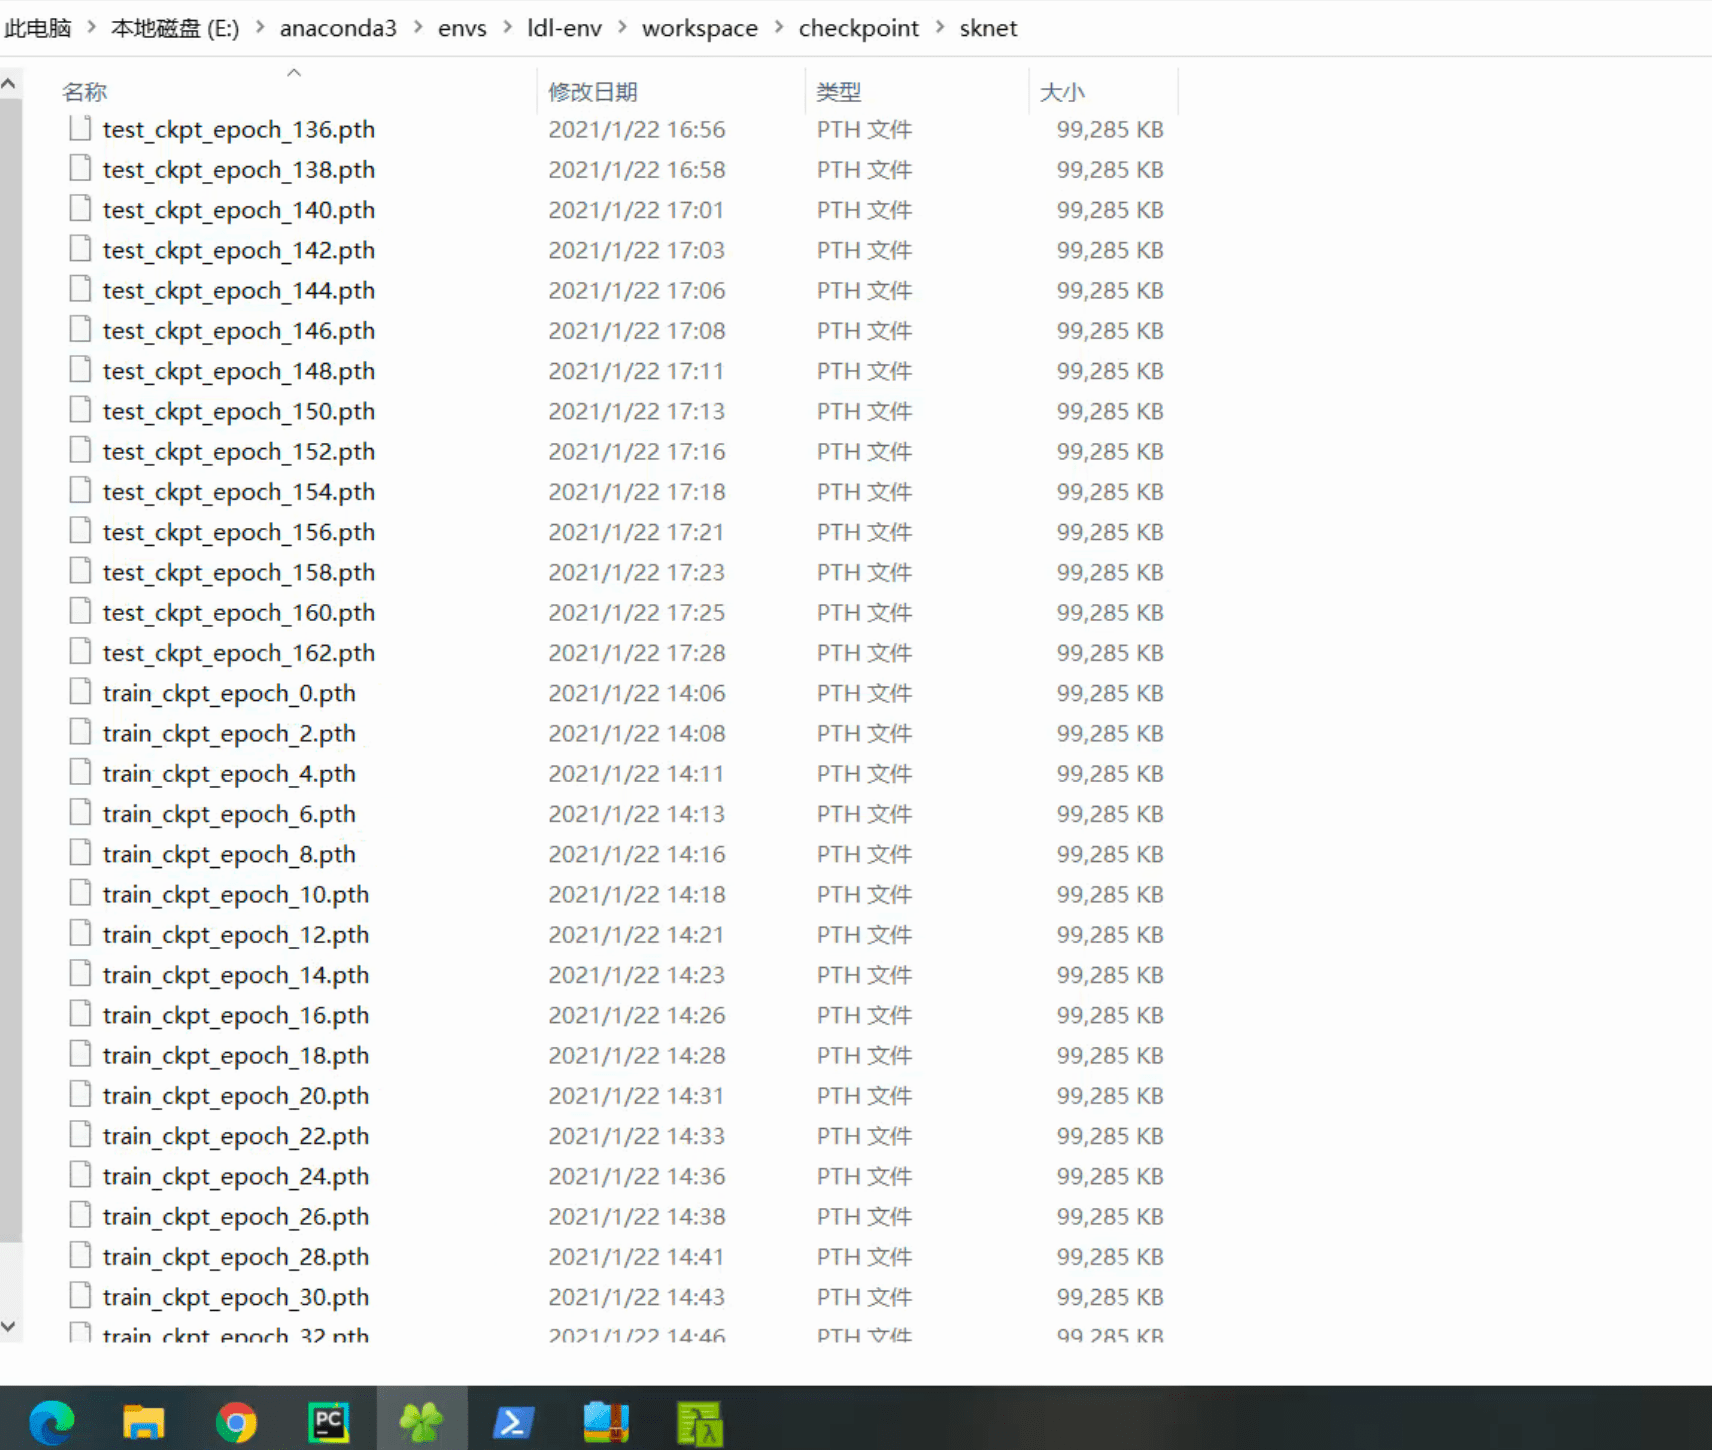 此电脑 > 本地磁盘 (E:) > anaconda3 > envs > ldl-env > workspace > checkpoint > sknet
名称 修改日期 类型 大小
test_ckpt_epoch_136.pth 2021/1/22 16:56 PTH 文件 99,285 KB
test_ckpt_epoch_138.pth 2021/1/22 16:58 PTH 文件 99,285 KB
test_ckpt_epoch_140.pth 2021/1/22 17:01 PTH 文件 99,285 KB
test_ckpt_epoch_142.pth 2021/1/22 17:03 PTH 文件 99,285 KB
test_ckpt_epoch_144.pth 2021/1/22 17:06 PTH 文件 99,285 KB
test_ckpt_epoch_146.pth 2021/1/22 17:08 PTH 文件 99,285 KB
test_ckpt_epoch_148.pth 2021/1/22 17:11 PTH 文件 99,285 KB
test_ckpt_epoch_150.pth 2021/1/22 17:13 PTH 文件 99,285 KB
test_ckpt_epoch_152.pth 2021/1/22 17:16 PTH 文件 99,285 KB
test_ckpt_epoch_154.pth 2021/1/22 17:18 PTH 文件 99,285 KB
test_ckpt_epoch_156.pth 2021/1/22 17:21 PTH 文件 99,285 KB
test_ckpt_epoch_158.pth 2021/1/22 17:23 PTH 文件 99,285 KB
test_ckpt_epoch_160.pth 2021/1/22 17:25 PTH 文件 99,285 KB
test_ckpt_epoch_162.pth 2021/1/22 17:28 PTH 文件 99,285 KB
train_ckpt_epoch_0.pth 2021/1/22 14:06 PTH 文件 99,285 KB
train_ckpt_epoch_2.pth 2021/1/22 14:08 PTH 文件 99,285 KB
train_ckpt_epoch_4.pth 2021/1/22 14:11 PTH 文件 99,285 KB
train_ckpt_epoch_6.pth 2021/1/22 14:13 PTH 文件 99,285 KB
train_ckpt_epoch_8.pth 2021/1/22 14:16 PTH 文件 99,285 KB
train_ckpt_epoch_10.pth 2021/1/22 14:18 PTH 文件 99,285 KB
train_ckpt_epoch_12.pth 2021/1/22 14:21 PTH 文件 99,285 KB
train_ckpt_epoch_14.pth 2021/1/22 14:23 PTH 文件 99,285 KB
train_ckpt_epoch_16.pth 2021/1/22 14:26 PTH 文件 99,285 KB
train_ckpt_epoch_18.pth 2021/1/22 14:28 PTH 文件 99,285 KB
train_ckpt_epoch_20.pth 2021/1/22 14:31 PTH 文件 99,285 KB
train_ckpt_epoch_22.pth 2021/1/22 14:33 PTH 文件 99,285 KB
train_ckpt_epoch_24.pth 2021/1/22 14:36 PTH 文件 99,285 KB
train_ckpt_epoch_26.pth 2021/1/22 14:38 PTH 文件 99,285 KB
train_ckpt_epoch_28.pth 2021/1/22 14:41 PTH 文件 99,285 KB
train_ckpt_epoch_30.pth 2021/1/22 14:43 PTH 文件 99,285 KB
train_ckpt_epoch_32.pth 2021/1/22 14:46 PTH 文件 99,285 KB
PC